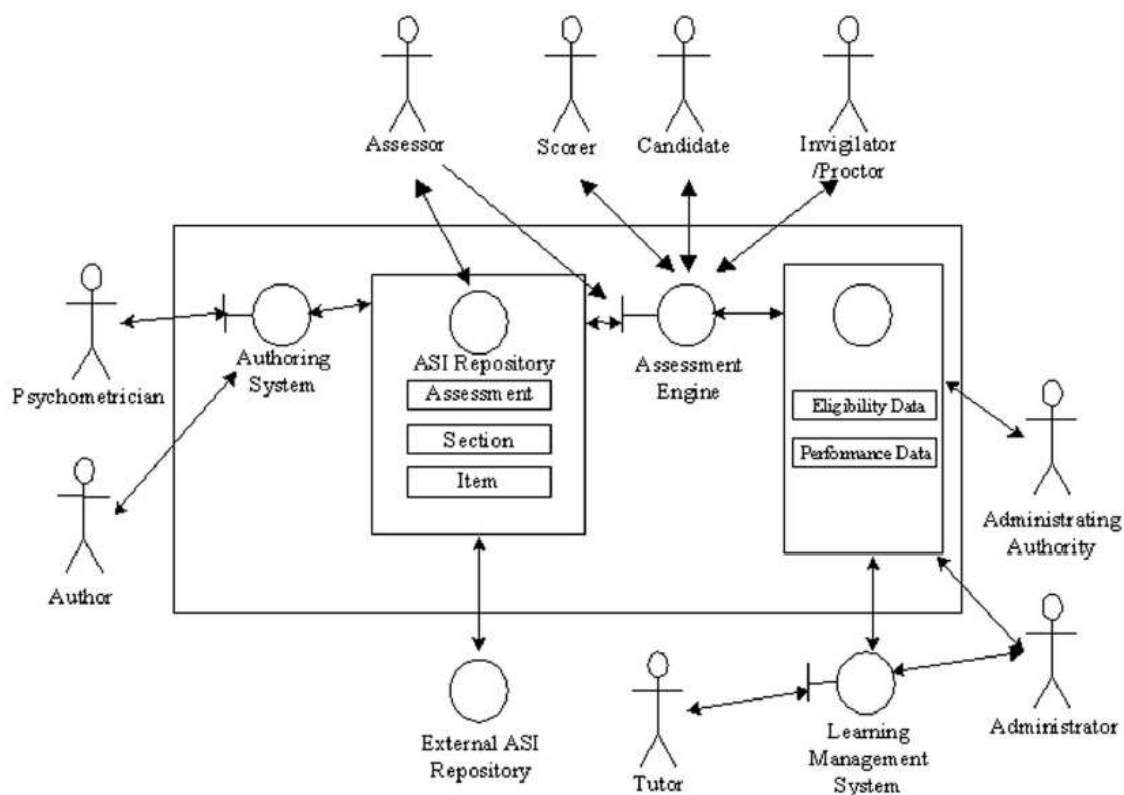 Assessor
Scorer
Candidate
Invigilator
/Proctor
Psychometrician
Authoring
System
ASI Repository
Assessment
Section
Item
Assessment
Engine
Eligibility Data
Performance Data
Administrating
Authority
Author
External ASI
Repository
Tutor
Learning
Management
System
Administrator